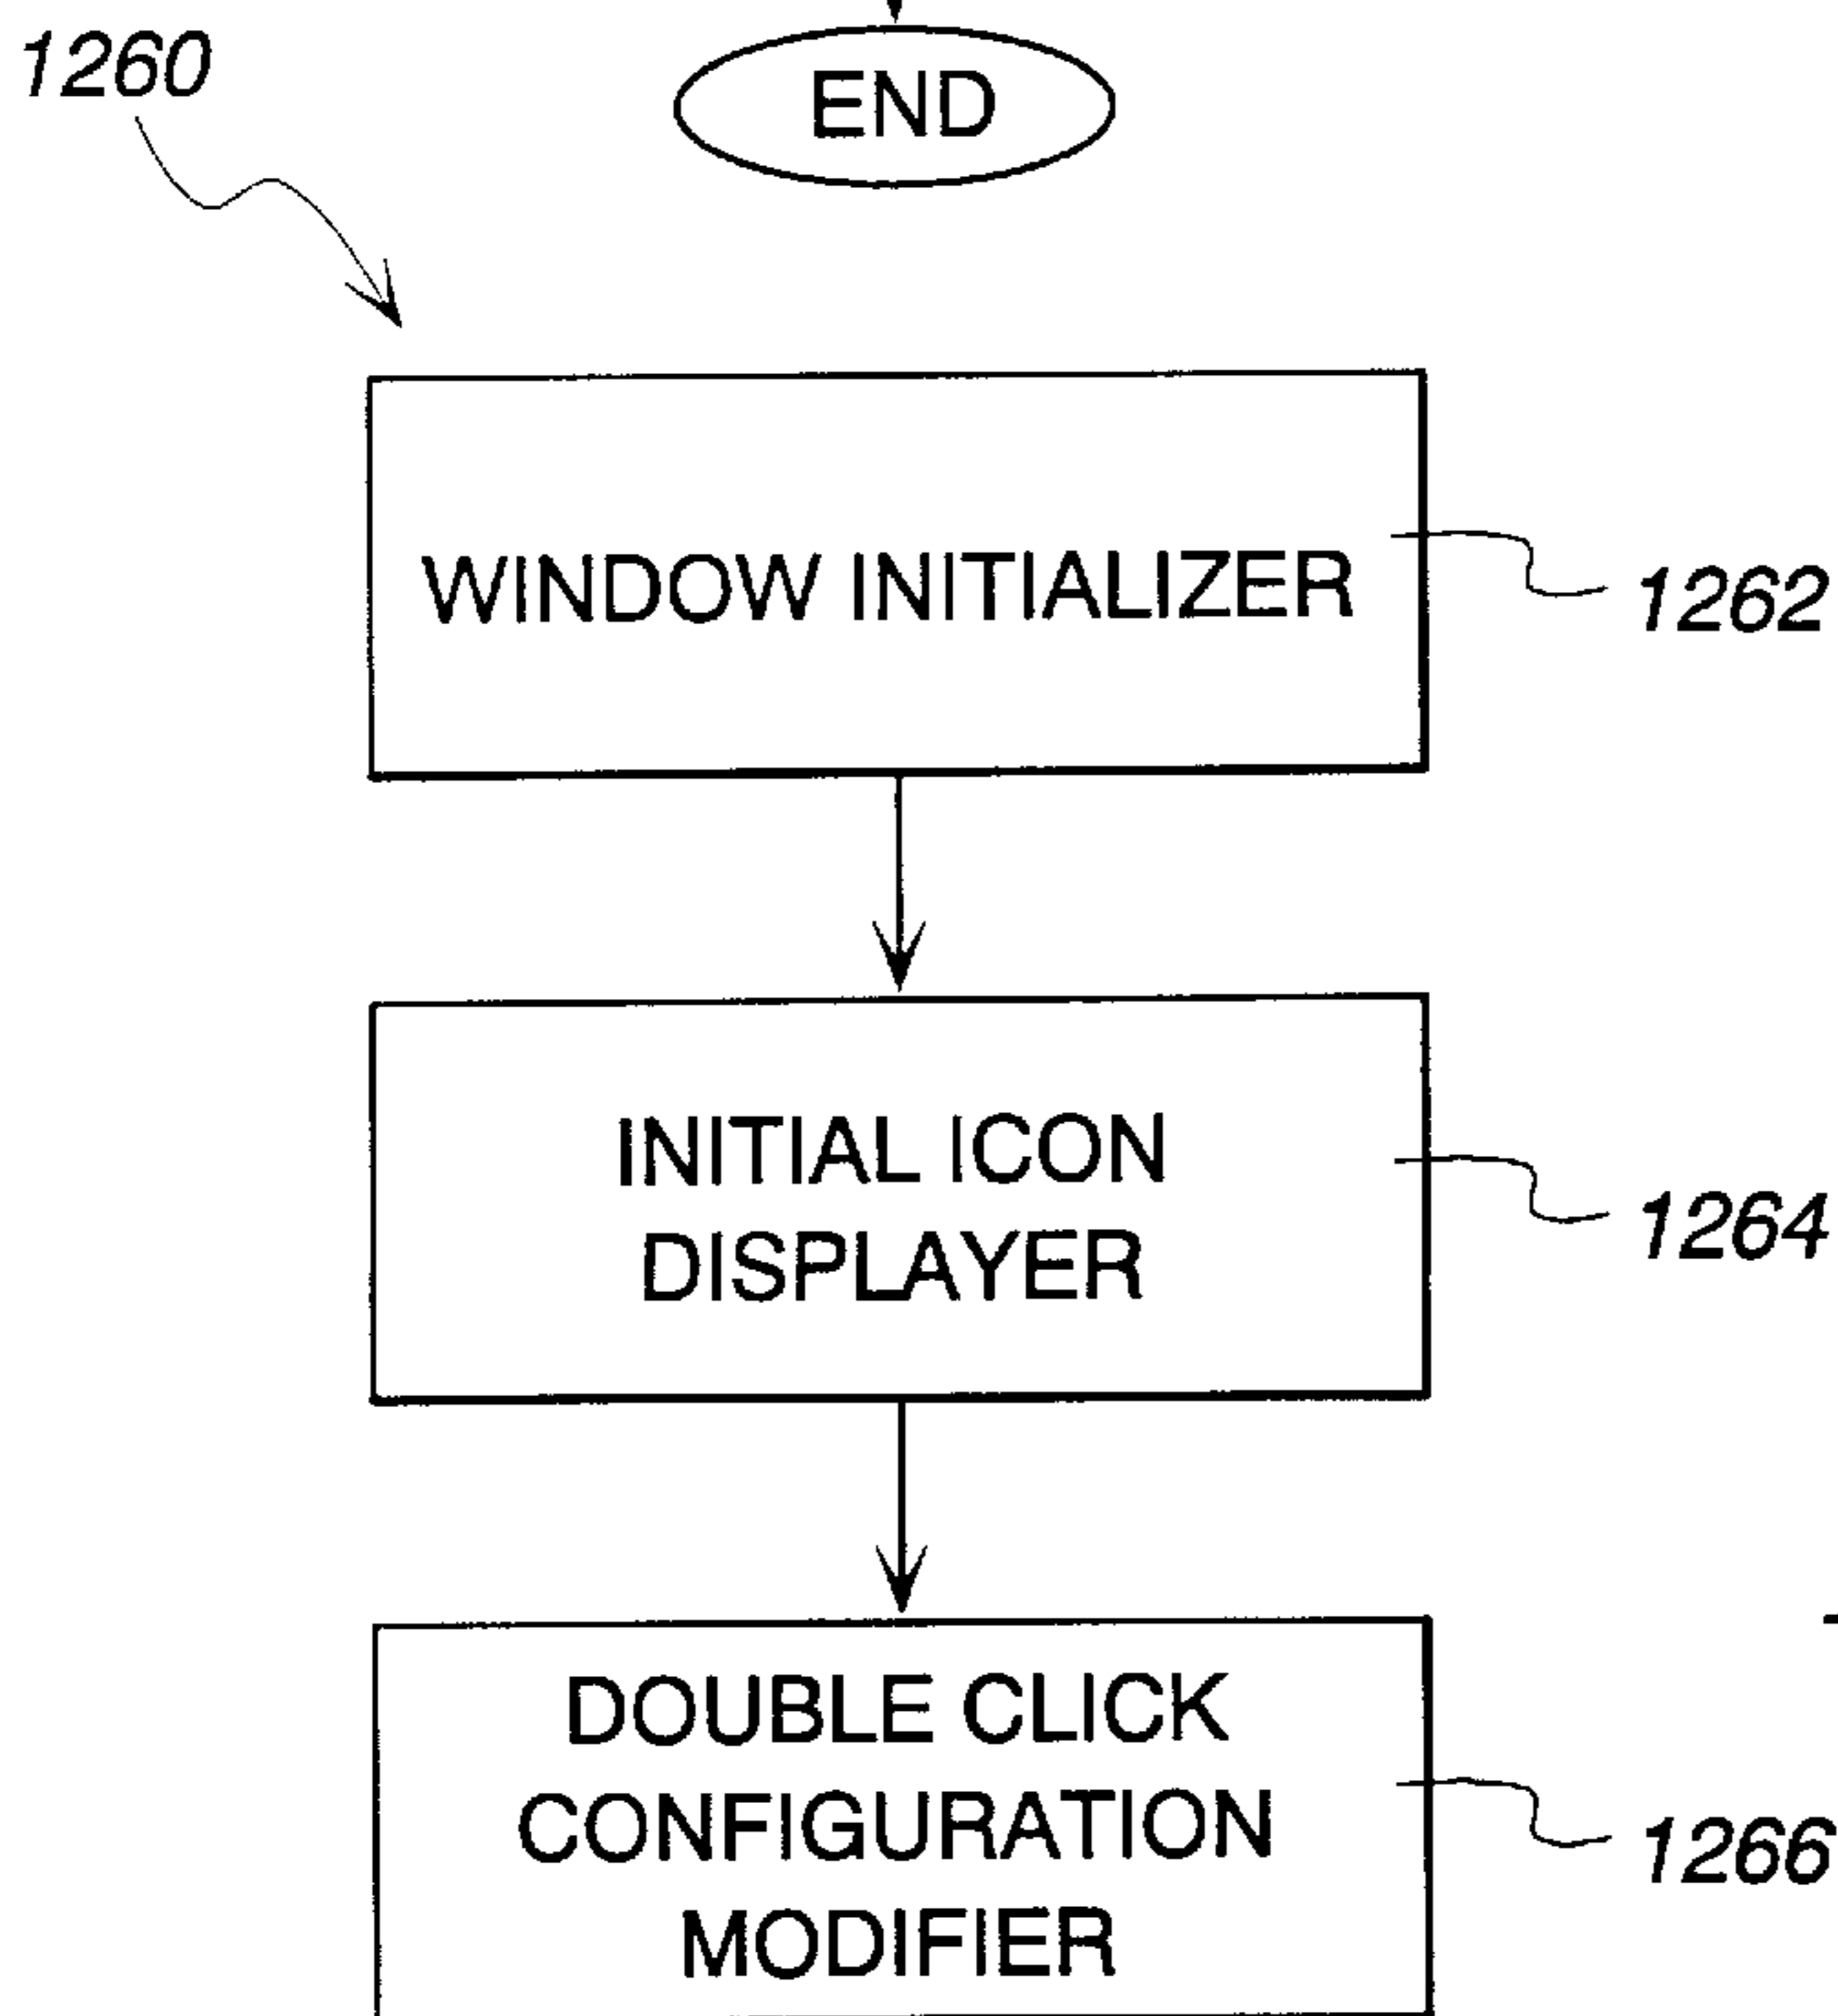 1260
END
WINDOW INITIALIZER
1262
INITIAL ICON
DISPLAYER
1264
DOUBLE CLICK
CONFIGURATION
MODIFIER
1266